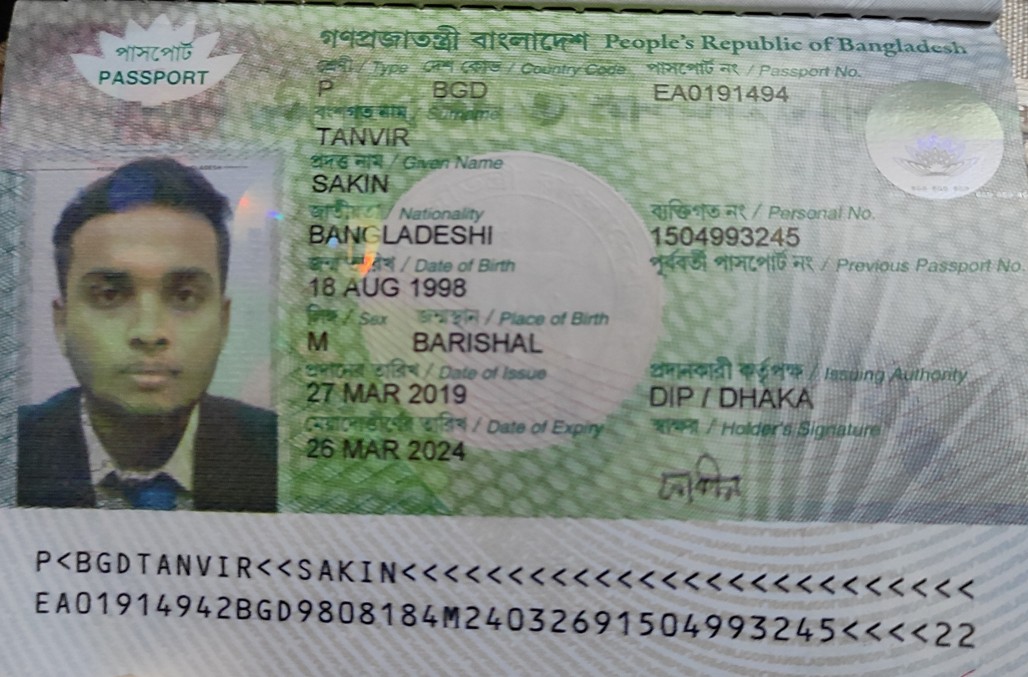 পাসপোর্ট
PASSPORT
গণপ্রজাতন্ত্রী বাংলাদেশ People's Republic of Bangladesh
শ্রেণী / Type দেশ কোড / Country Code পাসপোর্ট নং / Passport No.
P BGD EA0191494
বংশগত নাম / Surname
TANVIR
প্রদত্ত নাম / Given Name
SAKIN
জাতীয়তা / Nationality ব্যক্তিগত নং / Personal No.
BANGLADESHI 1504993245
জন্ম তারিখ / Date of Birth পূর্ববর্তী পাসপোর্ট নং / Previous Passport No.
18 AUG 1998
লিঙ্গ / Sex জন্মস্থান / Place of Birth
M BARISHAL
প্রদানের তারিখ / Date of Issue প্রদানকারী কর্তৃপক্ষ / Issuing Authority
27 MAR 2019 DIP / DHAKA
মেয়াদোত্তীর্ণের তারিখ / Date of Expiry স্বাক্ষর / Holder's Signature
26 MAR 2024
P<BGDTANVIR<<SAKIN<<<<<<<<<<<<<<<<<<<<<<<<<<
EA01914942BGD9808184M24032691504993245<<<<22